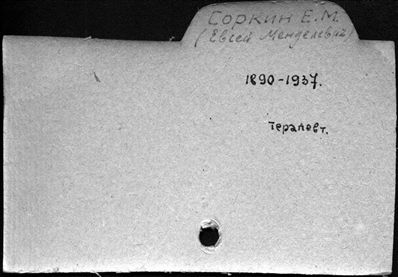 Соркин Е.М.
(Евсей Менделевич)
1890-1937.
Терапевт.